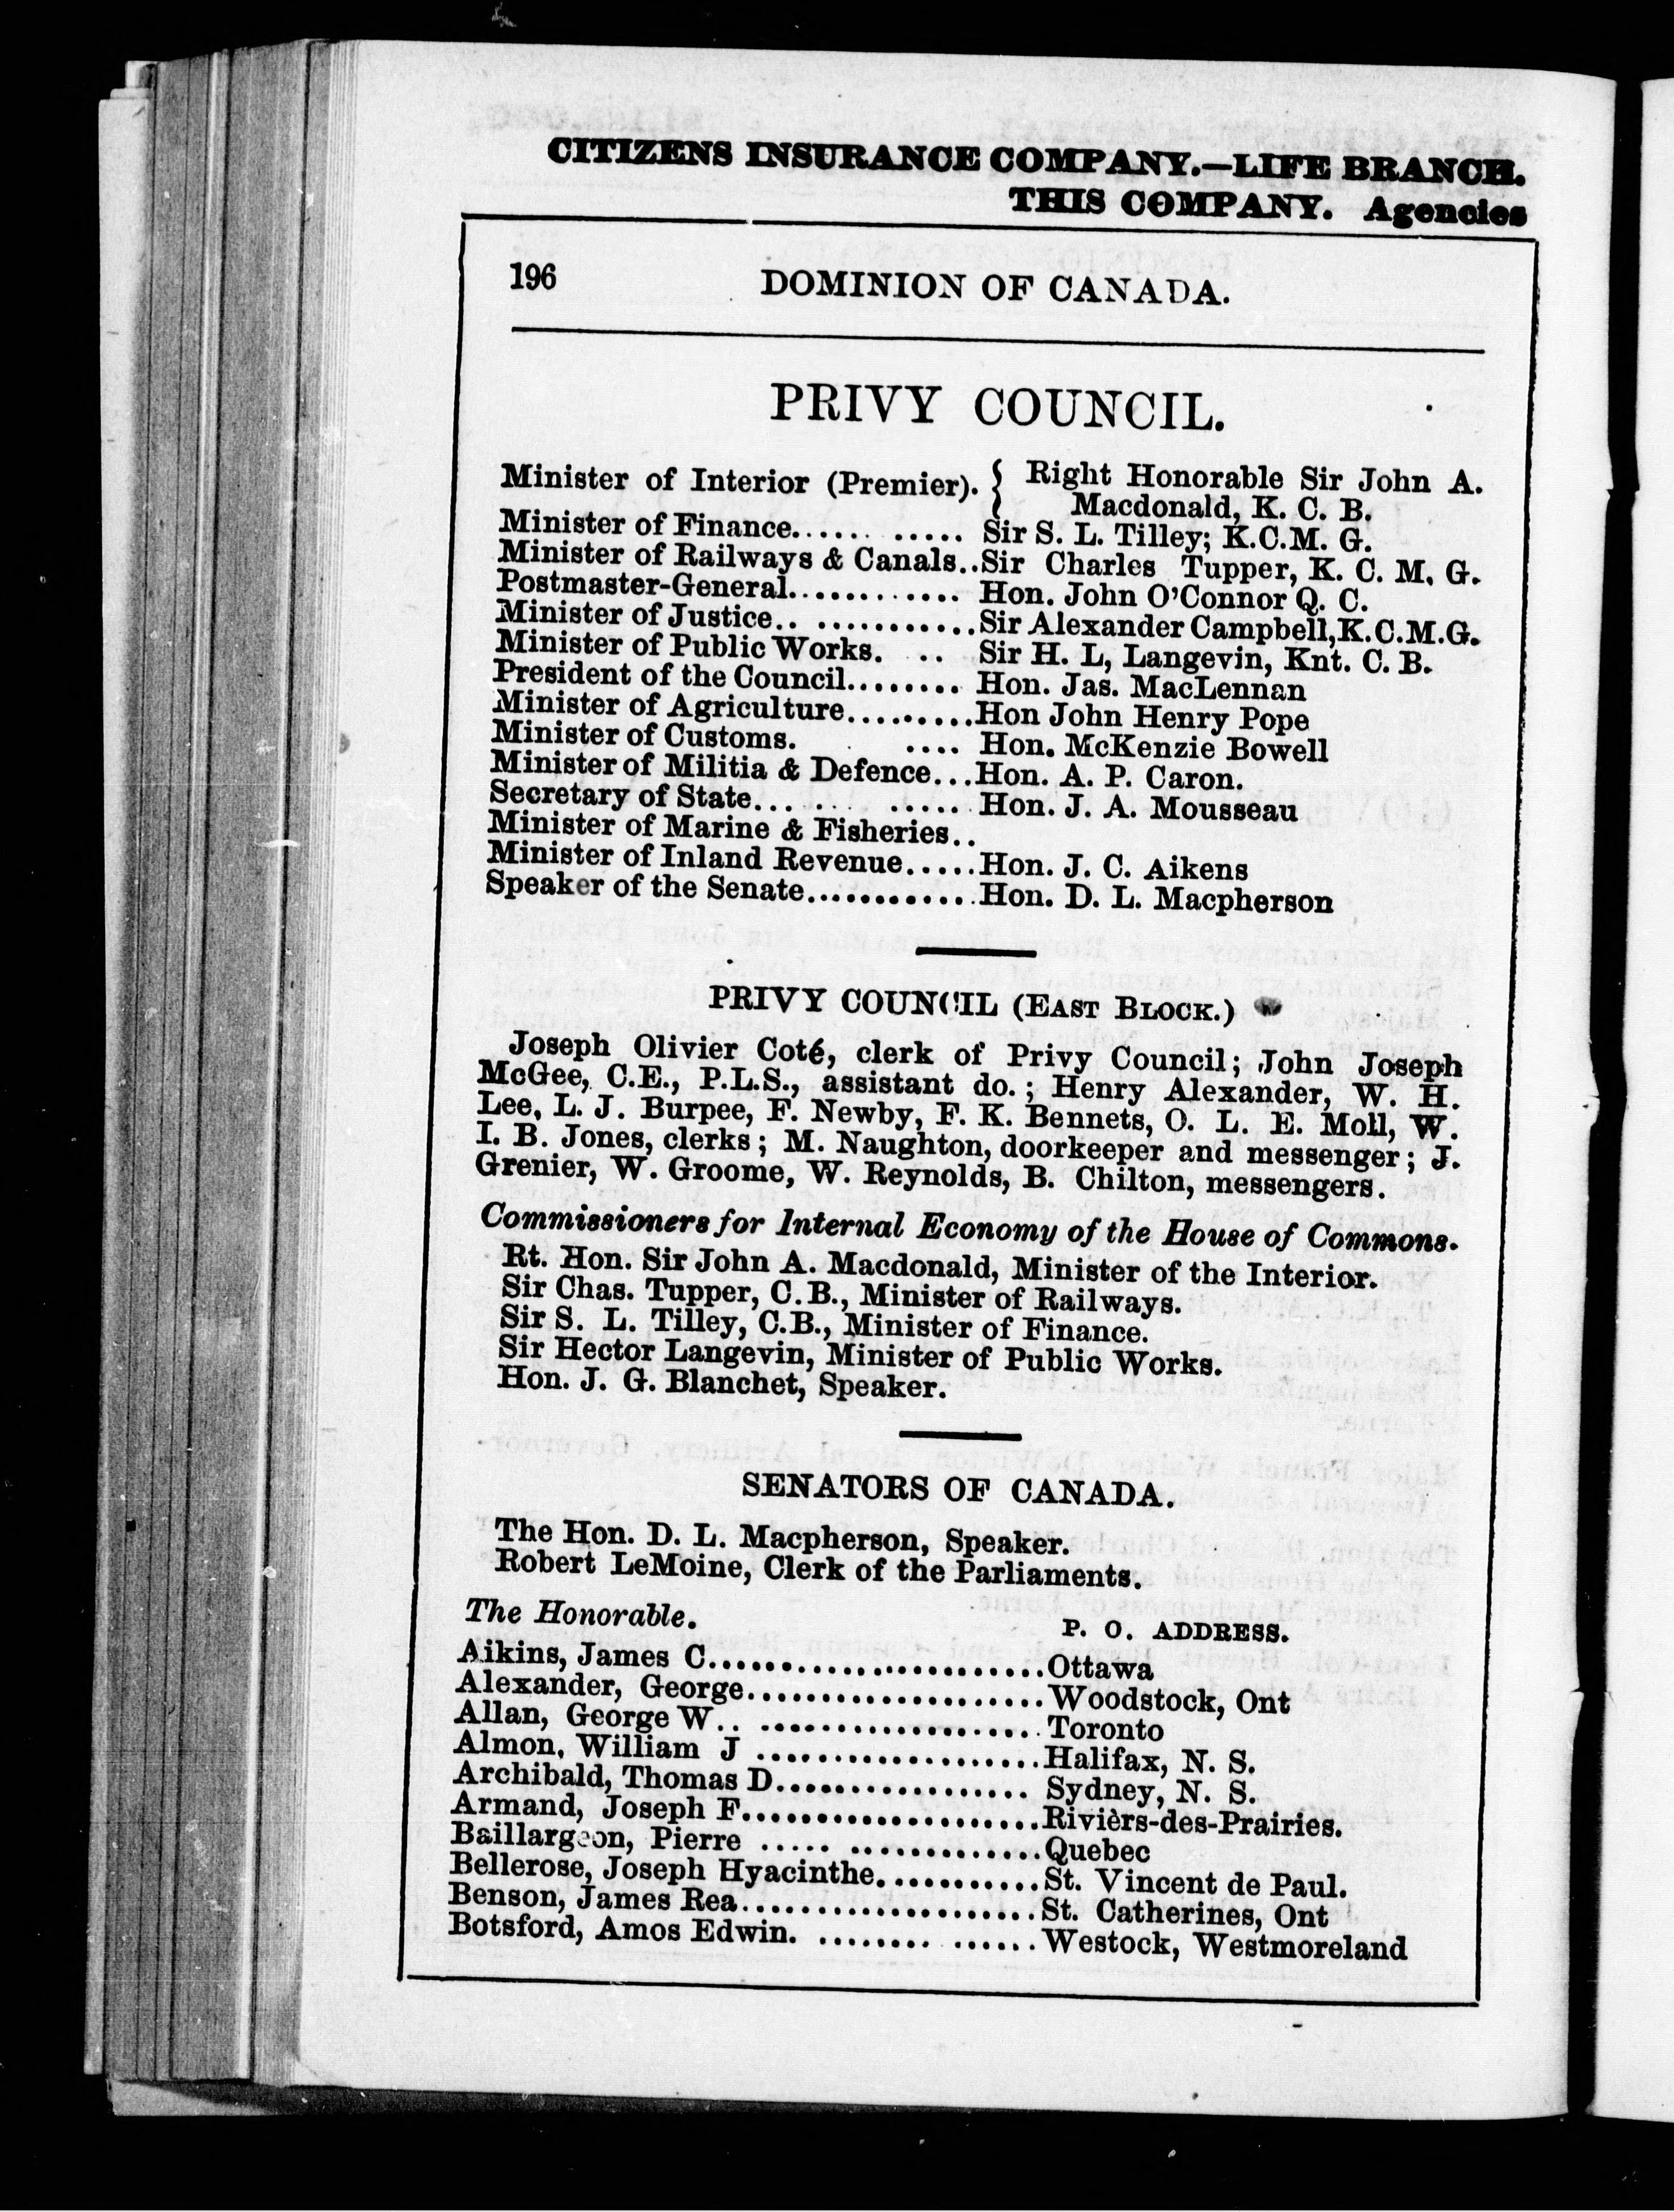 CITIZENS INSURANCE COMPANY.—LIFE BRANCH.
THIS COMPANY. Agencies
196 DOMINION OF CANADA.
PRIVY COUNCIL.
Minister of Interior (Premier). { Right Honorable Sir John A.
Macdonald, K. C. B.
Minister of Finance...... ..... Sir S. L. Tilley; K.C.M. G.
Minister of Railways & Canals..Sir Charles Tupper, K. C. M. G.
Postmaster-General............ Hon. John O'Connor Q. C.
Minister of Justice.. ............Sir Alexander Campbell,K.C.M.G.
Minister of Public Works. .. Sir H. L, Langevin, Knt. C. B.
President of the Council........ Hon. Jas. MacLennan
Minister of Agriculture.........Hon John Henry Pope
Minister of Customs. .... Hon. McKenzie Bowell
Minister of Militia & Defence...Hon. A. P. Caron.
Secretary of State... ... ...... Hon. J. A. Mousseau
Minister of Marine & Fisheries..
Minister of Inland Revenue.....Hon. J. C. Aikens
Speaker of the Senate............Hon. D. L. Macpherson
PRIVY COUNCIL (EAST BLOCK.)
Joseph Olivier Coté, clerk of Privy Council; John Joseph
McGee, C.E., P.L.S., assistant do.; Henry Alexander, W. H.
Lee, L. J. Burpee, F. Newby, F. K. Bennets, O. L. E. Moll, W.
I. B. Jones, clerks; M. Naughton, doorkeeper and messenger; J.
Grenier, W. Groome, W. Reynolds, B. Chilton, messengers.
Commissioners for Internal Economy of the House of Commons.
Rt. Hon. Sir John A. Macdonald, Minister of the Interior.
Sir Chas. Tupper, C.B., Minister of Railways.
Sir S. L. Tilley, C.B., Minister of Finance.
Sir Hector Langevin, Minister of Public Works.
Hon. J. G. Blanchet, Speaker.
SENATORS OF CANADA.
The Hon. D. L. Macpherson, Speaker.
Robert LeMoine, Clerk of the Parliaments.
The Honorable. P. O. ADDRESS.
Aikins, James C........................Ottawa
Alexander, George.....................Woodstock, Ont
Allan, George W.. ....................Toronto
Almon, William J ....................Halifax, N. S.
Archibald, Thomas D.................. Sydney, N. S.
Armand, Joseph F.....................Rivièrs-des-Prairies.
Baillargeon, Pierre ..... ..............Quebec
Bellerose, Joseph Hyacinthe............St. Vincent de Paul.
Benson, James Rea.....................St. Catherines, Ont
Botsford, Amos Edwin. ........ ......Westock, Westmoreland